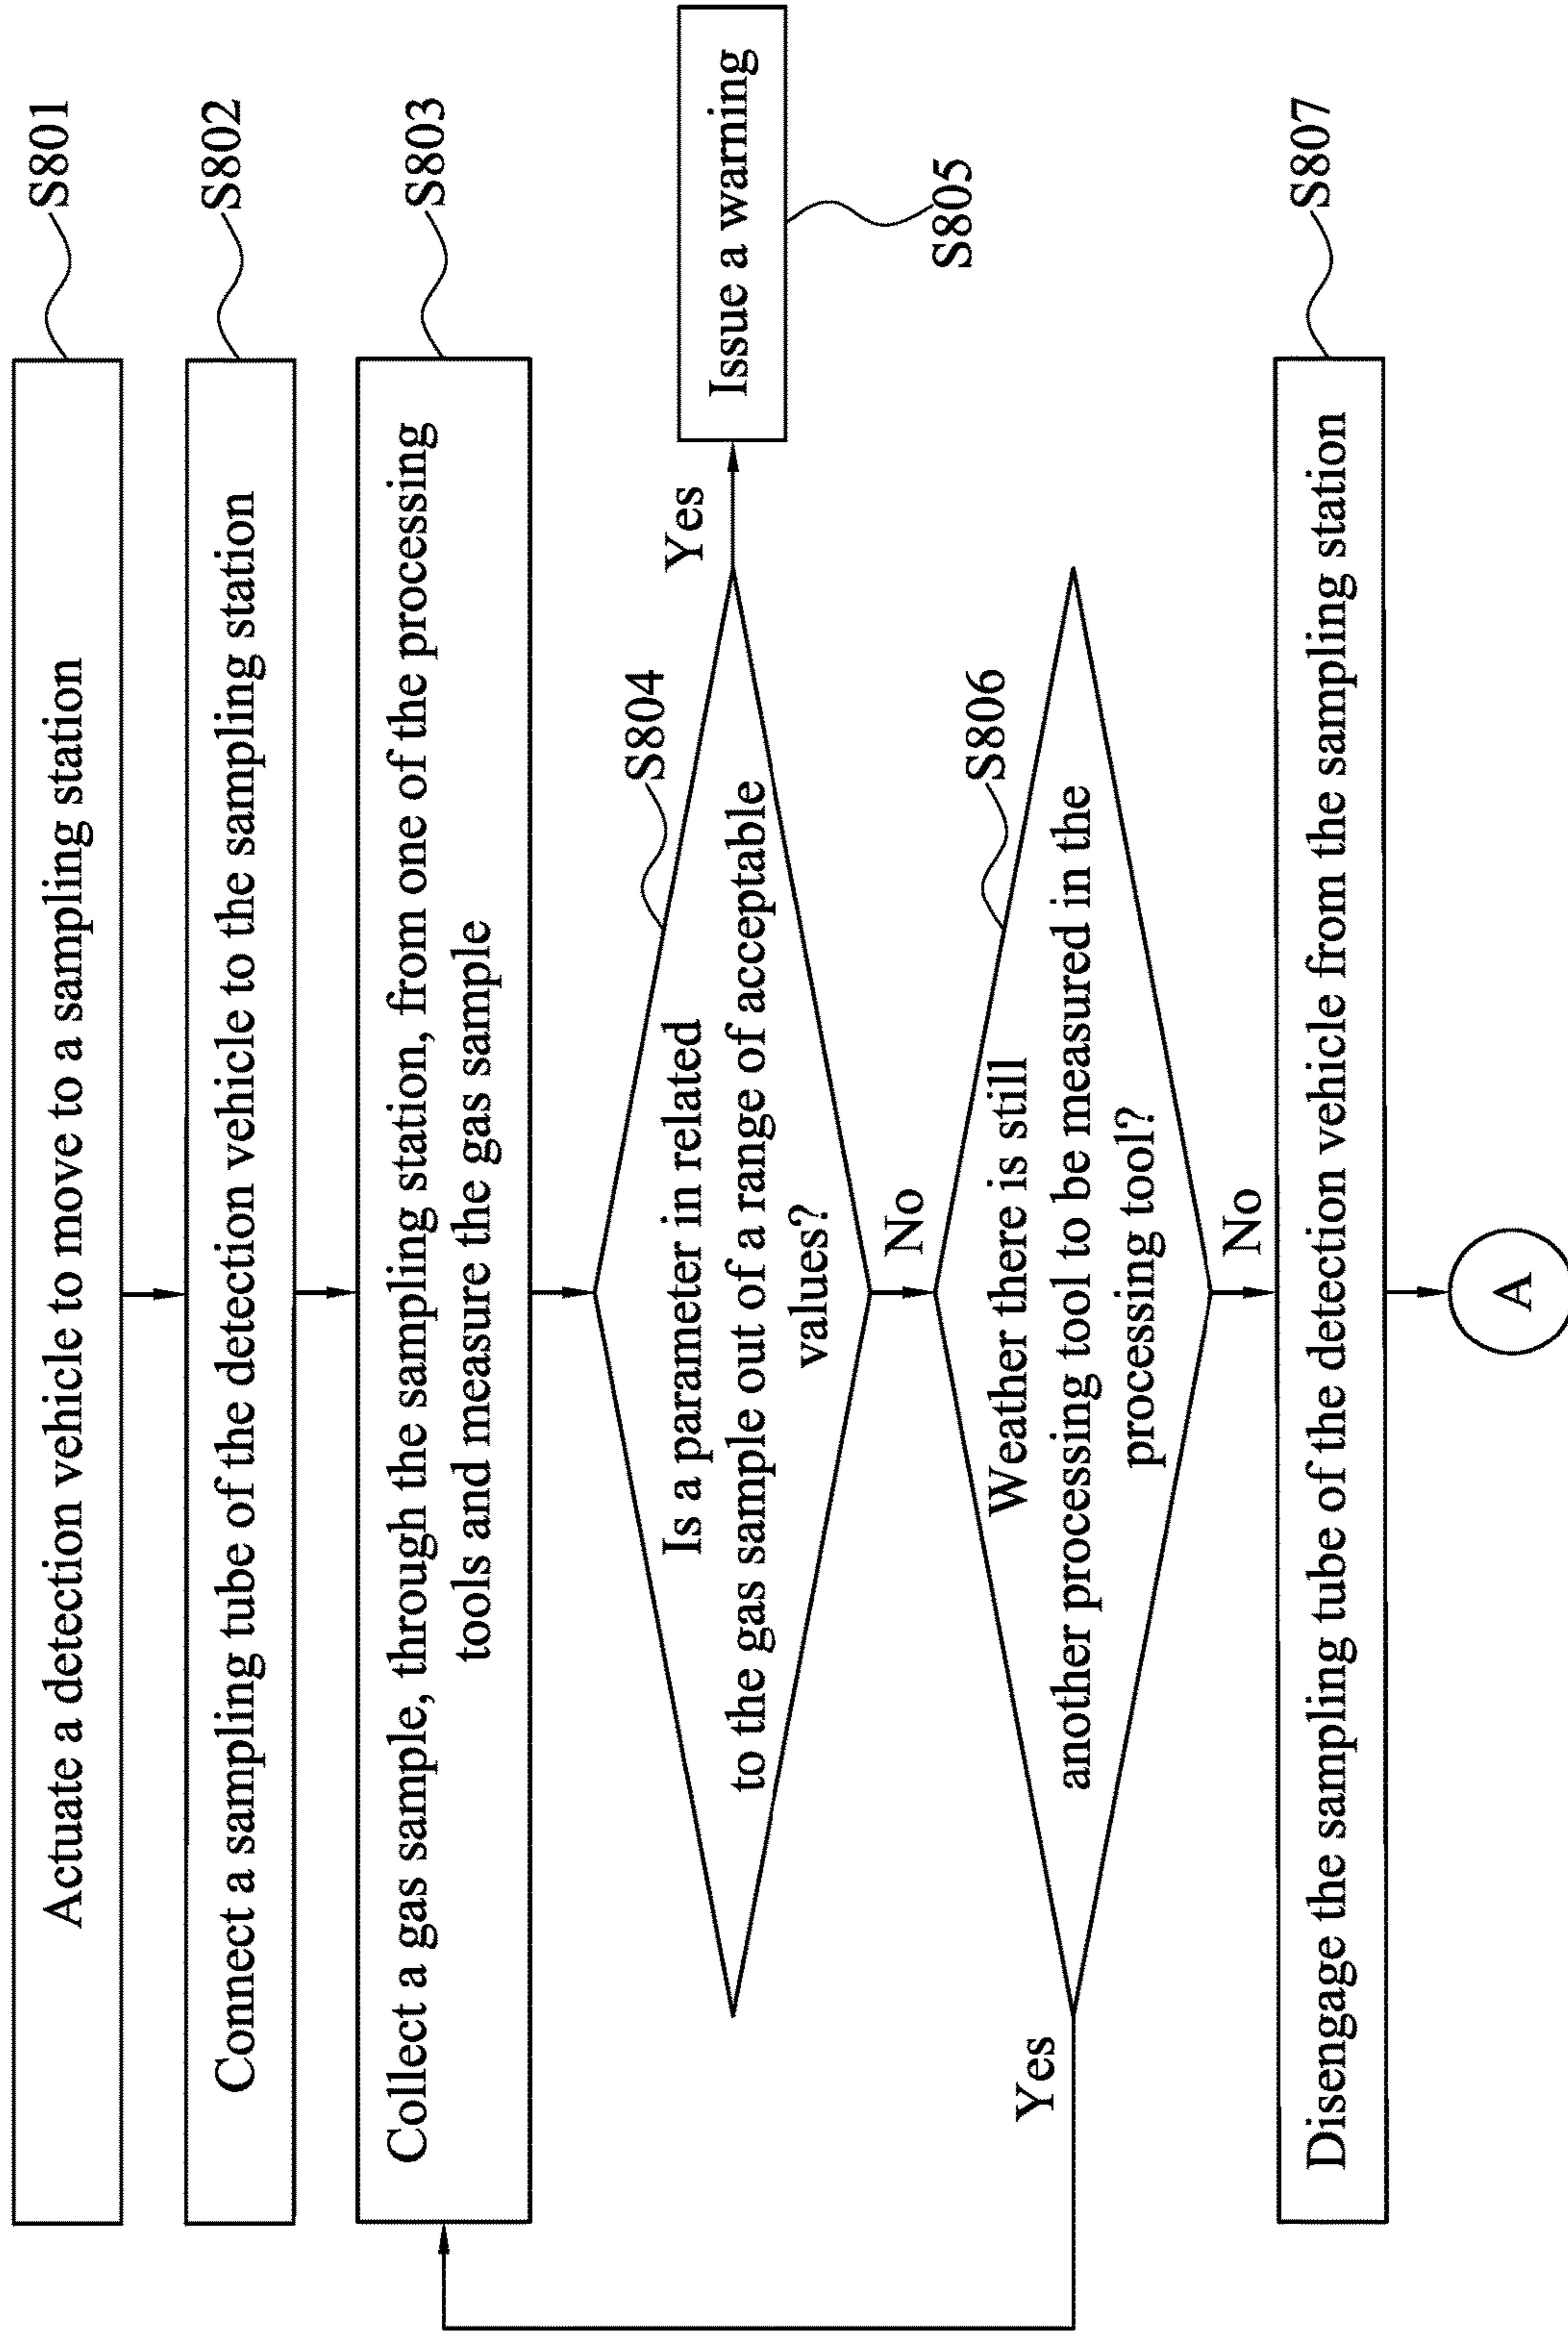 Actuate a detection vehicle to move to a sampling station
S801
Connect a sampling tube of the detection vehicle to the sampling station
S802
Collect a gas sample, through the sampling station, from one of the processing
tools and measure the gas sample
S803
Is a parameter in related
to the gas sample out of a range of acceptable
values?
S804
Yes
Issue a warning
S805
No
Weather there is still
another processing tool to be measured in the
processing tool?
S806
Yes
No
Disengage the sampling tube of the detection vehicle from the sampling station
S807
A